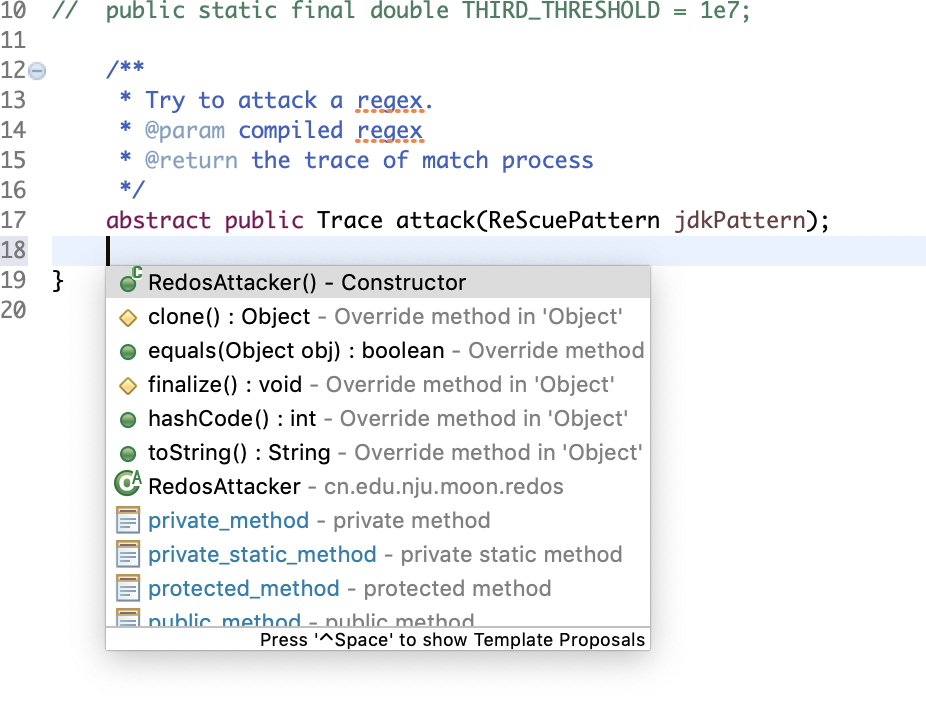 10 //  public static final double THIRD_THRESHOLD = 1e7;
11
12 /**
13 * Try to attack a regex.
14 * @param compiled regex
15 * @return the trace of match process
16 */
17 abstract public Trace attack(ReScuePattern jdkPattern);
18
19 }
20
RedosAttacker() - Constructor
clone() : Object - Override method in 'Object'
equals(Object obj) : boolean - Override method
finalize() : void - Override method in 'Object'
hashCode() : int - Override method in 'Object'
toString() : String - Override method in 'Object'
RedosAttacker - cn.edu.nju.moon.redos
private_method - private method
private_static_method - private static method
protected_method - protected method
public_method - public method
Press '^Space' to show Template Proposals